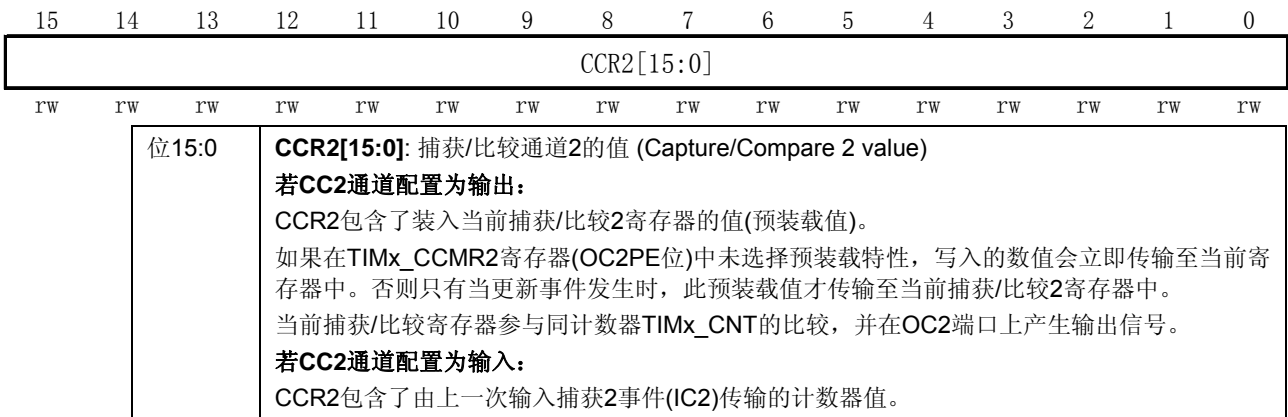 15 14 13 12 11 10 9 8 7 6 5 4 3 2 1 0
CCR2[15:0]
rw rw rw rw rw rw rw rw rw rw rw rw rw rw rw rw
位15:0 CCR2[15:0]: 捕获/比较通道2的值 (Capture/Compare 2 value)
若CC2通道配置为输出：
CCR2包含了装入当前捕获/比较2寄存器的值(预装载值)。
如果在TIMx_CCMR2寄存器(OC2PE位)中未选择预装载特性，写入的数值会立即传输至当前寄
存器中。否则只有当更新事件发生时，此预装载值才传输至当前捕获/比较2寄存器中。
当前捕获/比较寄存器参与同计数器TIMx_CNT的比较，并在OC2端口上产生输出信号。
若CC2通道配置为输入：
CCR2包含了由上一次输入捕获2事件(IC2)传输的计数器值。